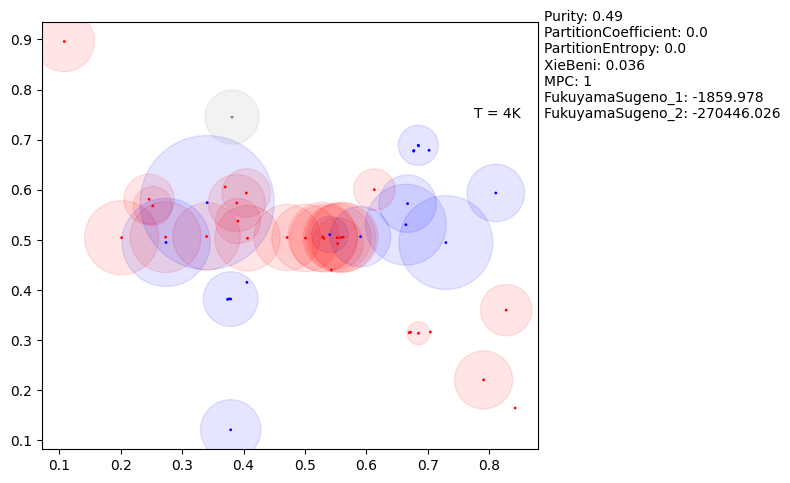 Purity: 0.49
PartitionCoefficient: 0.0
PartitionEntropy: 0.0
XieBeni: 0.036
MPC: 1
FukuyamaSugeno_1: -1859.978
FukuyamaSugeno_2: -270446.026
T = 4K
0.9
0.8
0.7
0.6
0.5
0.4
0.3
0.2
0.1
0.1 0.2 0.3 0.4 0.5 0.6 0.7 0.8